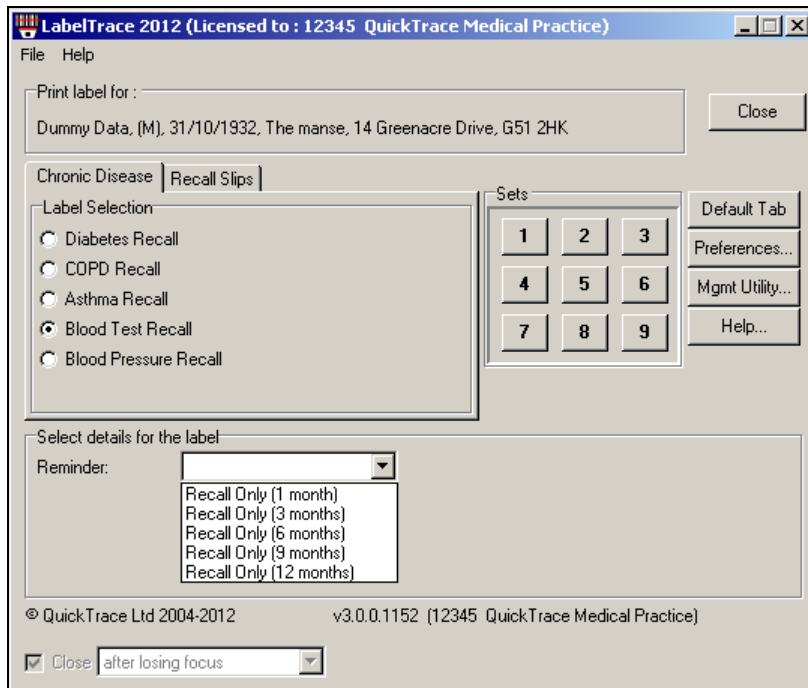 LabelTrace 2012 (Licensed to : 12345 QuickTrace Medical Practice)
File Help
Print label for :
Dummy Data, (M), 31/10/1932, The manse, 14 Greenacre Drive, G51 2HK
Close
Chronic Disease Recall Slips
Label Selection
Diabetes Recall
COPD Recall
Asthma Recall
Blood Test Recall
Blood Pressure Recall
Sets
1 2 3
4 5 6
7 8 9
Default Tab
Preferences...
Mgmt Utility...
Help...
Select details for the label
Reminder:
Recall Only (1 month)
Recall Only (3 months)
Recall Only (6 months)
Recall Only (9 months)
Recall Only (12 months)
© QuickTrace Ltd 2004-2012 v3.0.0.1152 (12345 QuickTrace Medical Practice)
Close after losing focus